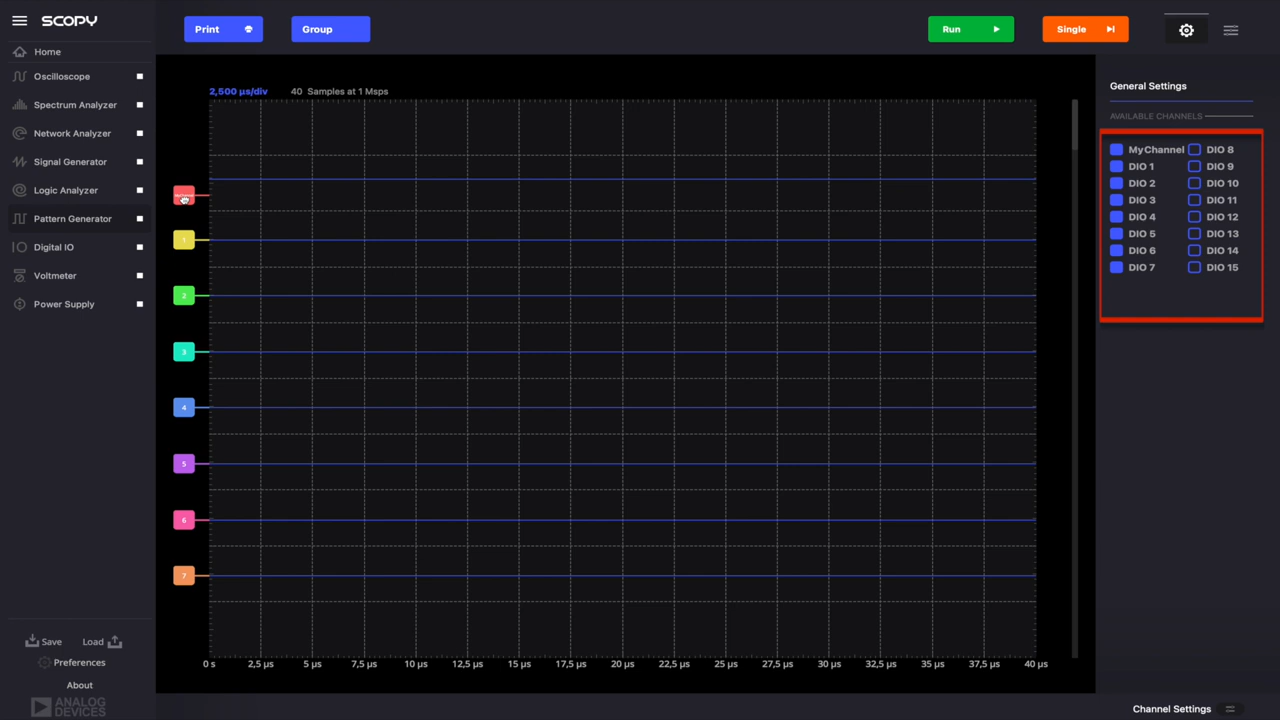 SCOPY
Print
Group
Run
Single
Home
Oscilloscope
Spectrum Analyzer
Network Analyzer
Signal Generator
Logic Analyzer
Pattern Generator
Digital IO
Voltmeter
Power Supply
Save
Load
Preferences
About
ANALOG
DEVICES
2,500 µs/div 40 Samples at 1 Msps
1
2
3
4
5
6
7
0 s 2,5 µs 5 µs 7,5 µs 10 µs 12,5 µs 15 µs 17,5 µs 20 µs 22,5 µs 25 µs 27,5 µs 30 µs 32,5 µs 35 µs 37,5 µs 40 µs
General Settings
AVAILABLE CHANNELS
MyChannel DIO 8
DIO 1 DIO 9
DIO 2 DIO 10
DIO 3 DIO 11
DIO 4 DIO 12
DIO 5 DIO 13
DIO 6 DIO 14
DIO 7 DIO 15
Channel Settings